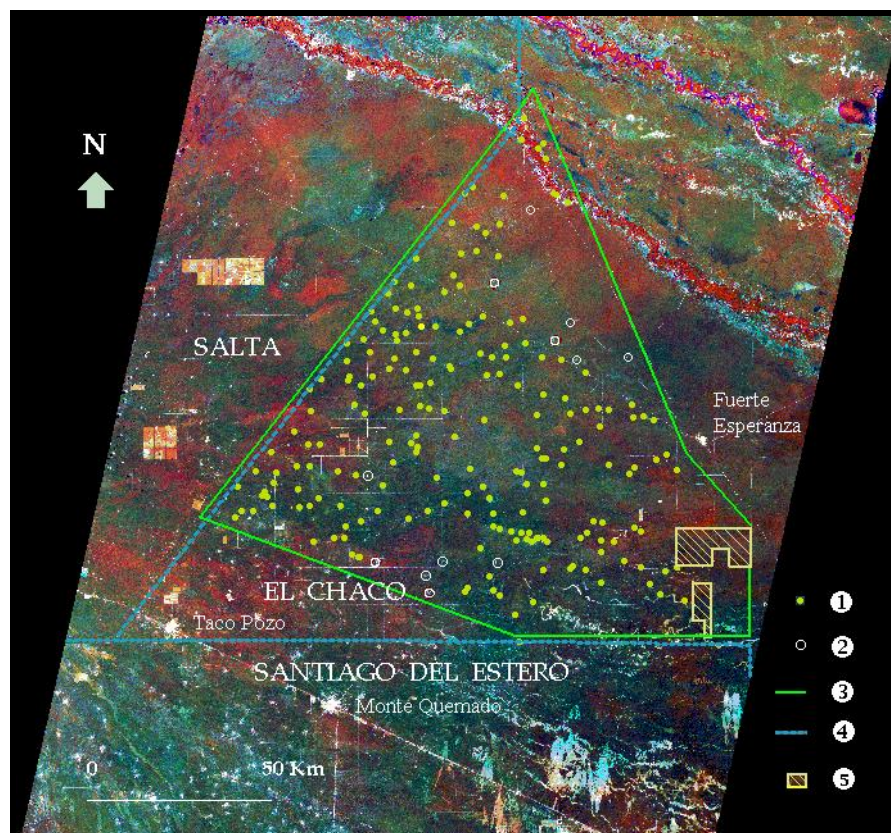 N
SALTA
Fuerte
Esperanza
EL CHACO
Taco Pozo
SANTIAGO DEL ESTERO
Monte Quemado
0 50 Km
1
2
3
4
5